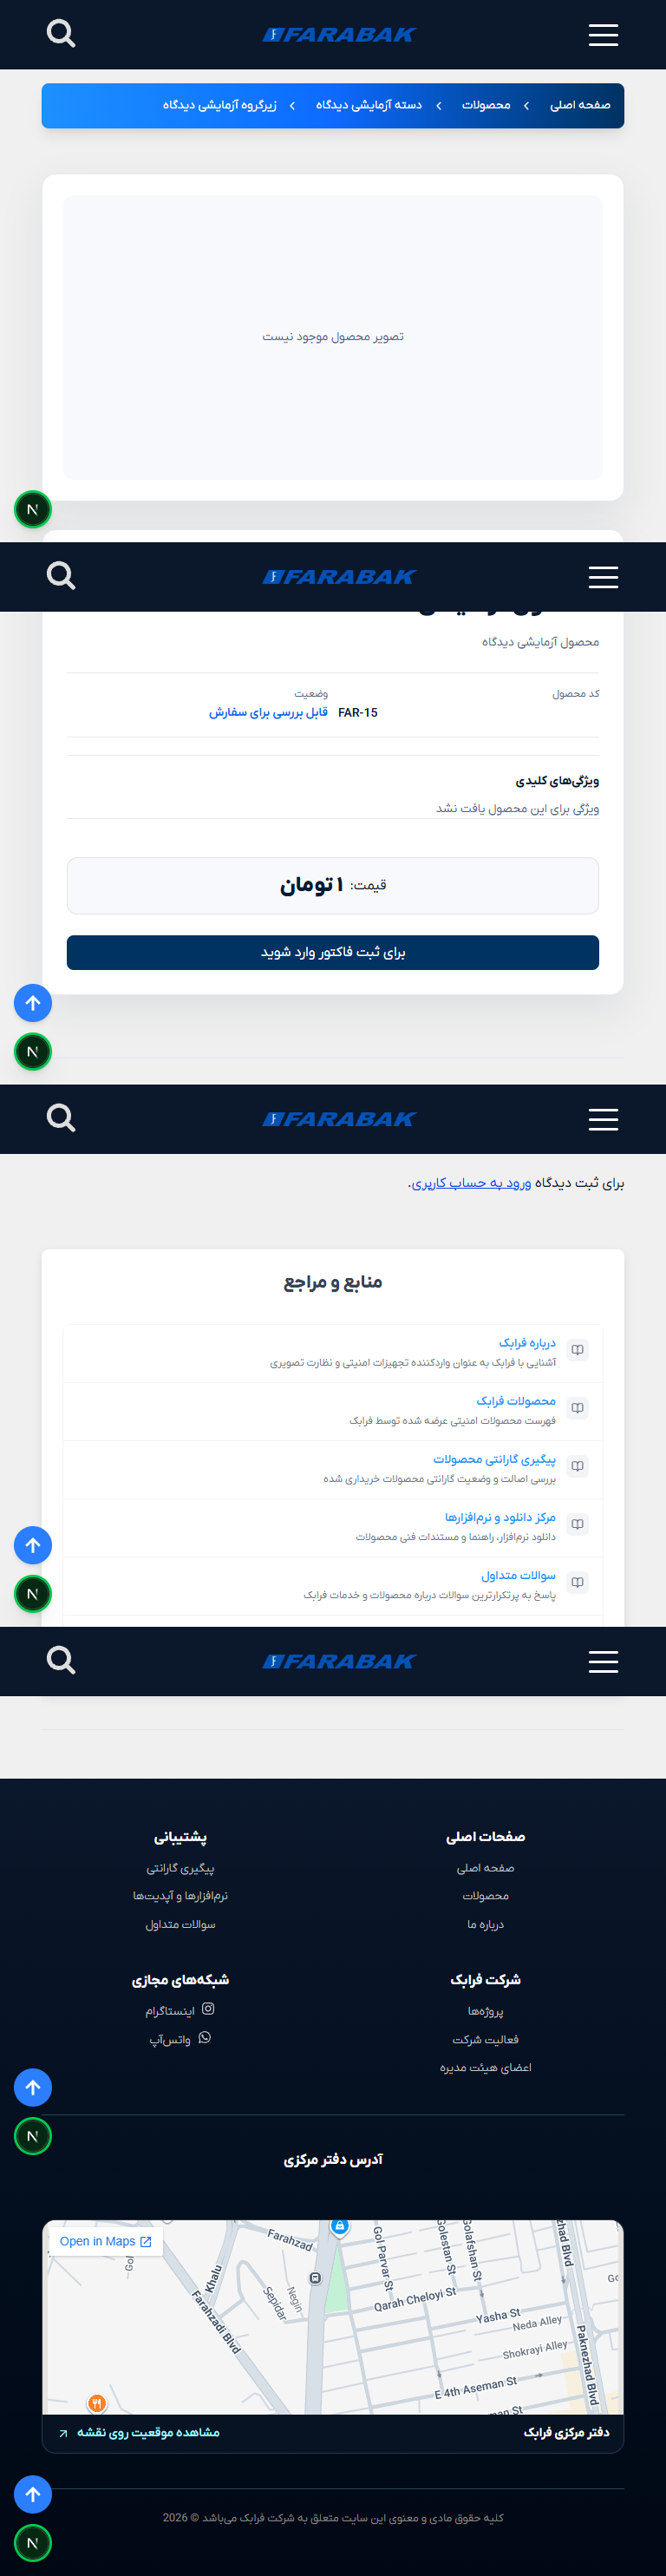 FARABAK
صفحه اصلی
محصولات
دسته آزمایشی دیدگاه
زیرگروه آزمایشی دیدگاه
تصویر محصول موجود نیست
N
FARABAK
محصول آزمایشی دیدگاه
کد محصول
FAR-15
وضعیت
قابل بررسی برای سفارش
ویژگی‌های کلیدی
ویژگی برای این محصول یافت نشد
قیمت: ۱ تومان
برای ثبت فاکتور وارد شوید
N
FARABAK
برای ثبت دیدگاه ورود به حساب کاربری.
منابع و مراجع
درباره فرابک
آشنایی با فرابک به عنوان واردکننده تجهیزات امنیتی و نظارت تصویری
محصولات فرابک
فهرست محصولات امنیتی عرضه شده توسط فرابک
پیگیری گارانتی محصولات
بررسی اصالت و وضعیت گارانتی محصولات خریداری شده
مرکز دانلود و نرم‌افزارها
دانلود نرم‌افزار، راهنما و مستندات فنی محصولات
سوالات متداول
پاسخ به پرتکرارترین سوالات درباره محصولات و خدمات فرابک
N
FARABAK
صفحات اصلی
صفحه اصلی
محصولات
درباره ما
پشتیبانی
پیگیری گارانتی
نرم‌افزارها و آپدیت‌ها
سوالات متداول
شرکت فرابک
پروژه‌ها
فعالیت شرکت
اعضای هیئت مدیره
شبکه‌های مجازی
اینستاگرام
واتس‌آپ
N
آدرس دفتر مرکزی
Open in Maps
Farahzad
Khalu
Farahzadi Blvd
Sepidar
Negin
Gol Parvar St
Golestan St
Golafshan St
Qarah Cheloyi St
Yasha St
Neda Alley
Shokrayi Alley
E 4th Aseman St
Paknezhad Blvd
دفتر مرکزی فرابک
مشاهده موقعیت روی نقشه
کلیه حقوق مادی و معنوی این سایت متعلق به شرکت فرابک می‌باشد © 2026
N